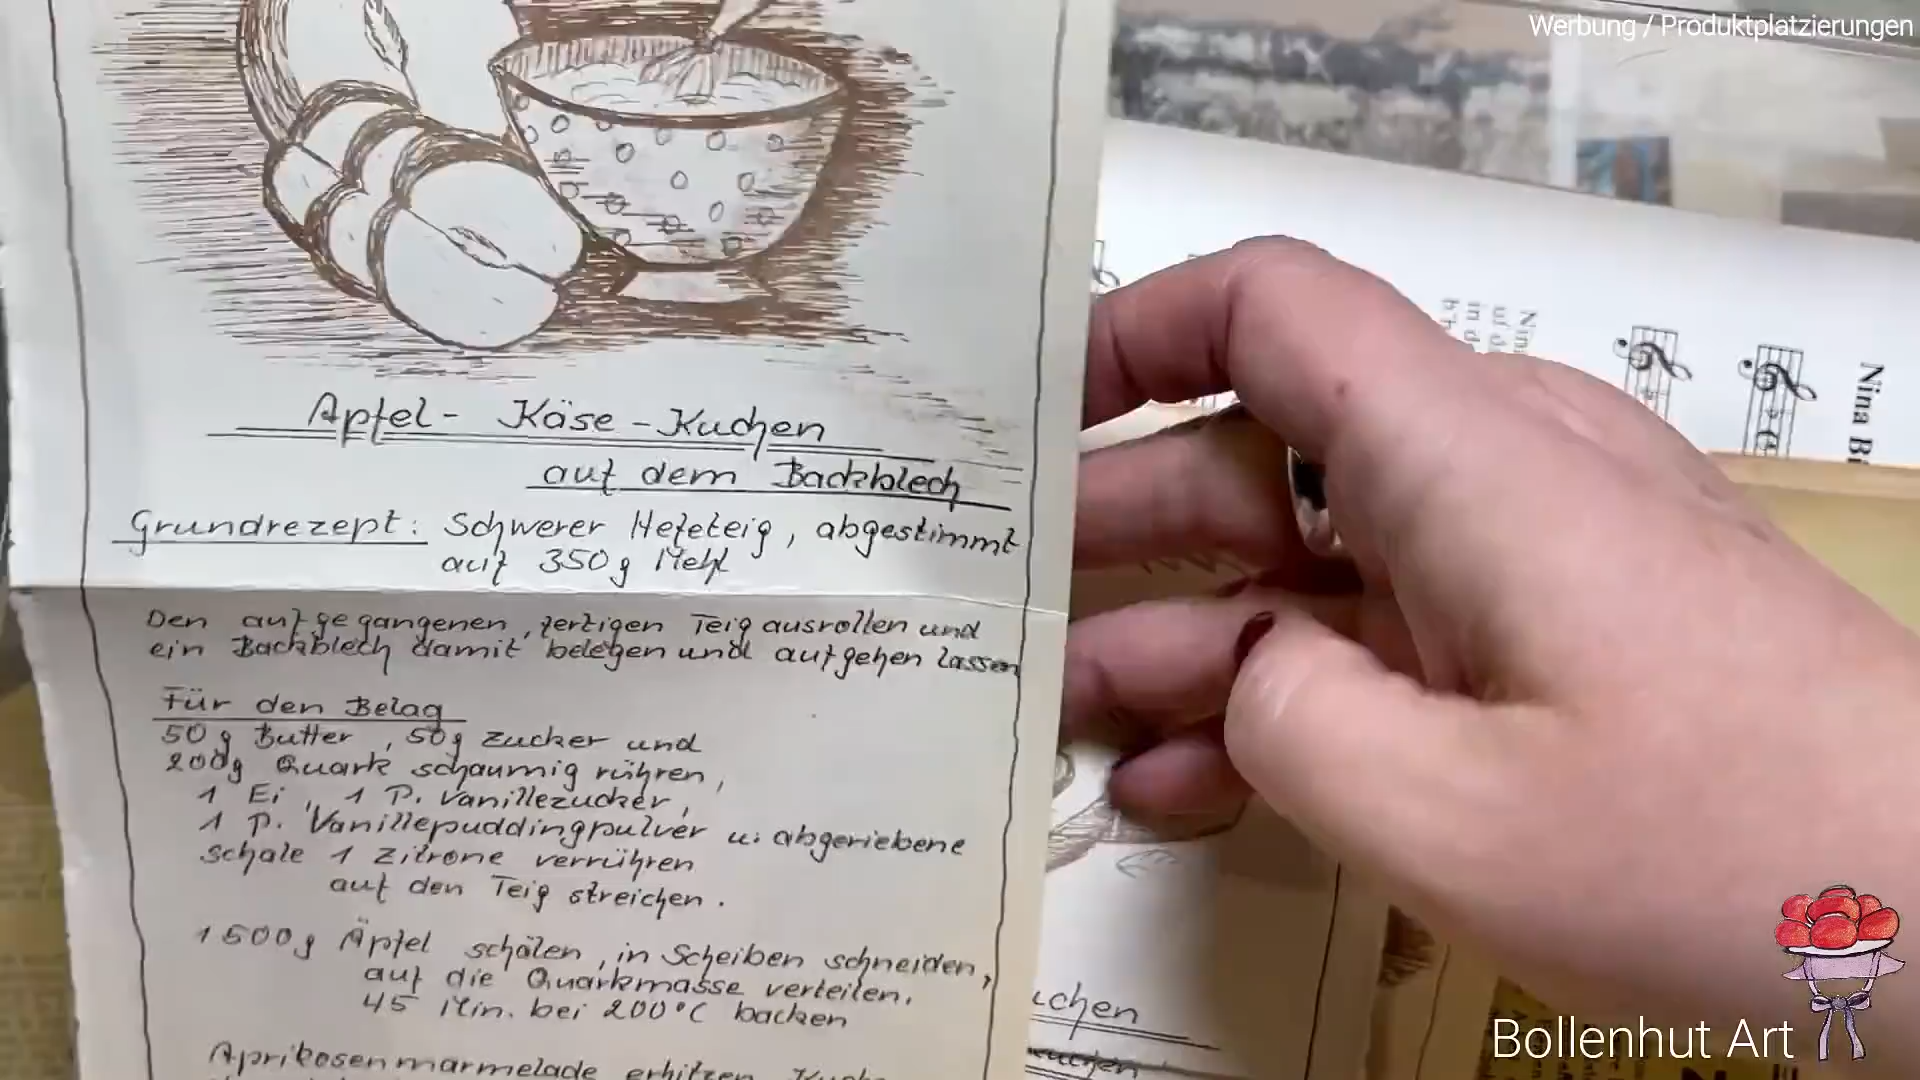 Werbung / Produktplatzierungen
Apfel - Käse - Kuchen
auf dem Backblech
Grundrezept: Schwerer Hefeteig, abgestimmt
auf 350g Mehl
Den aufgegangenen, fertigen Teig ausrollen und
ein Backblech damit belegen und aufgehen lassen
Für den Belag
50g Butter, 50g Zucker und
200g Quark schaumig rühren,
1 Ei, 1 P. Vanillezucker,
1 P. Vanillepuddingpulver u. abgeriebene
Schale 1 Zitrone verrühren
auf den Teig streichen.
1500g Äpfel schälen, in Scheiben schneiden,
auf die Quarkmasse verteilen.
45 Min. bei 200°C backen
Aprikosenmarmelade erhitzen
Nina
uchen
Bollenhut Art